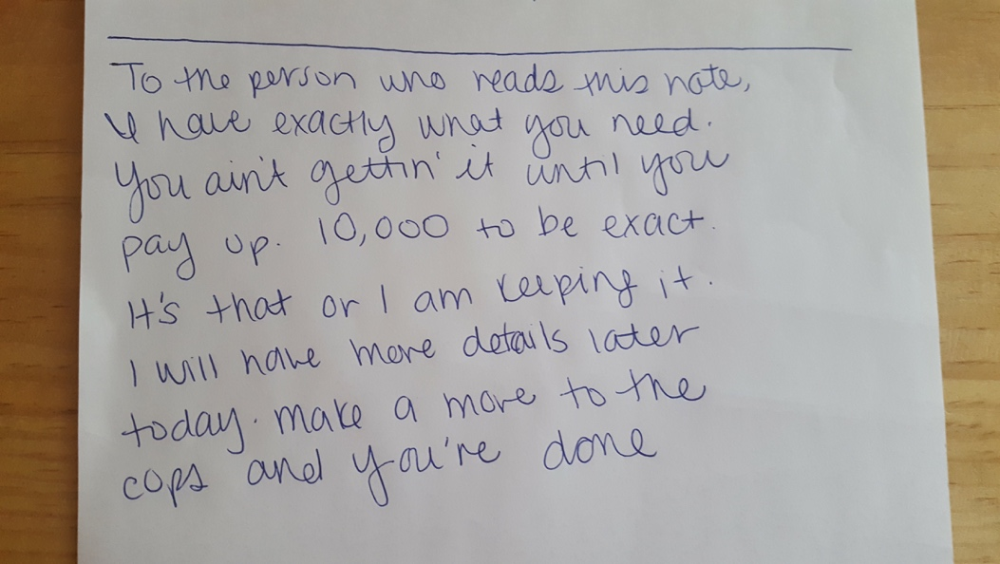 To the person who reads this note,
I have exactly what you need.
You ain't gettin' it until you
pay up. 10,000 to be exact.
It's that or I am keeping it.
I will have more details later
today. make a move to the
cops and you're done